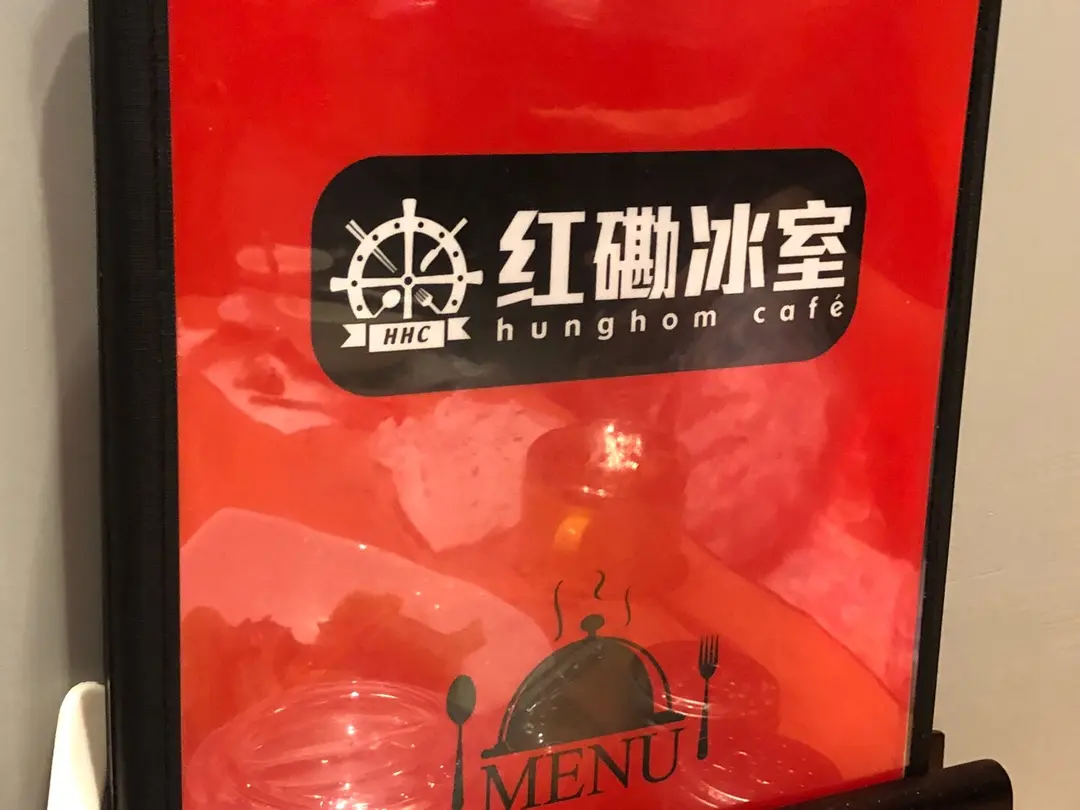 红磡冰室
hunghom café
HHC
MENU